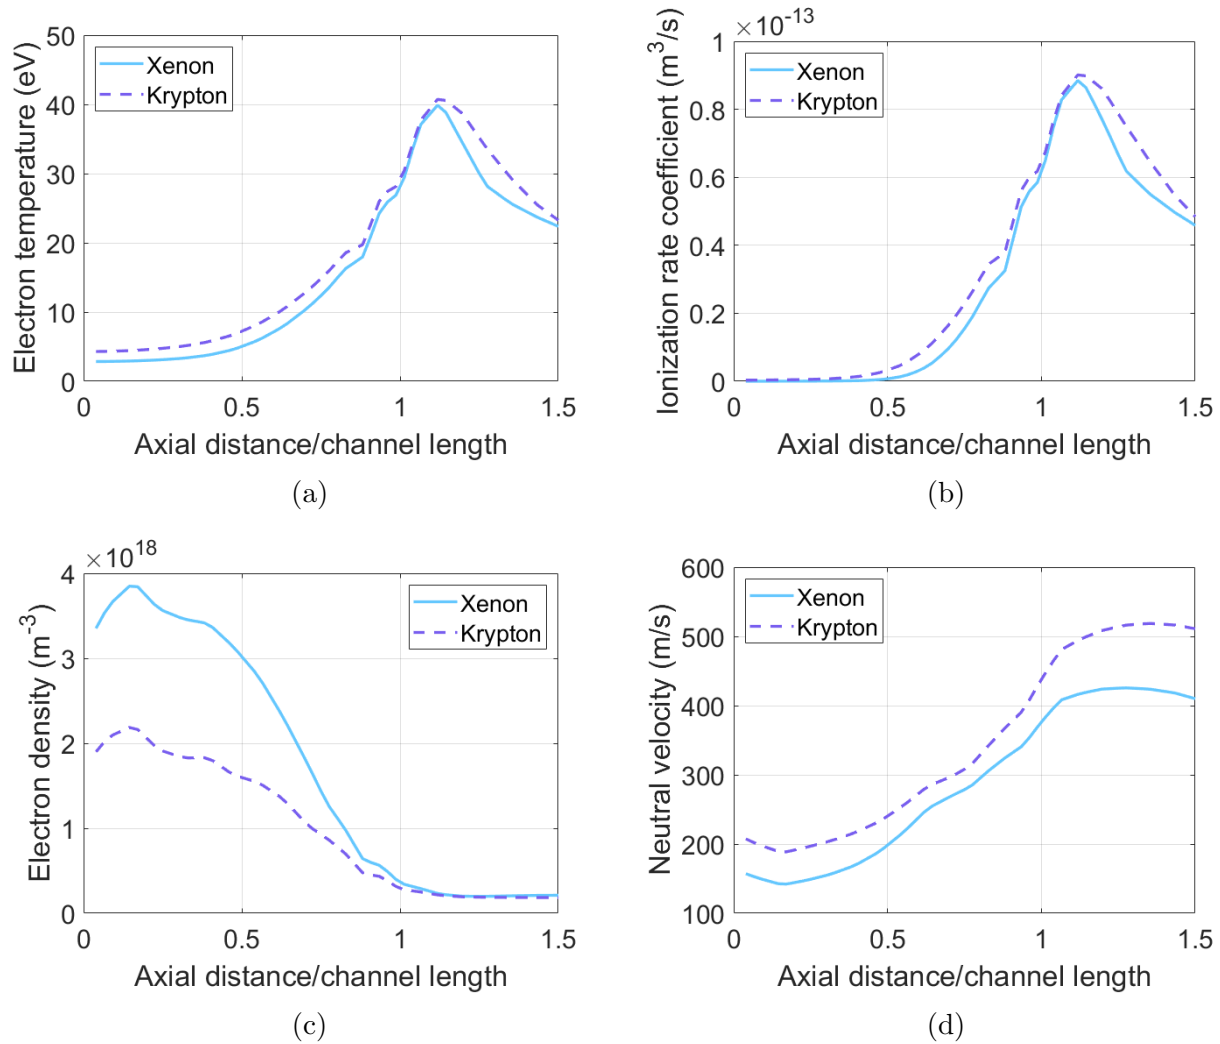 50
40
30
20
10
0
Electron temperature (eV)
Xenon
Krypton
0
0.5
1
1.5
Axial distance/channel length
(a)
×10^-13
1
0.8
0.6
0.4
0.2
0
Ionization rate coefficient (m^3/s)
Xenon
Krypton
0
0.5
1
1.5
Axial distance/channel length
(b)
×10^18
4
3
2
1
0
Electron density (m^-3)
Xenon
Krypton
0
0.5
1
1.5
Axial distance/channel length
(c)
600
500
400
300
200
100
Neutral velocity (m/s)
Xenon
Krypton
0
0.5
1
1.5
Axial distance/channel length
(d)